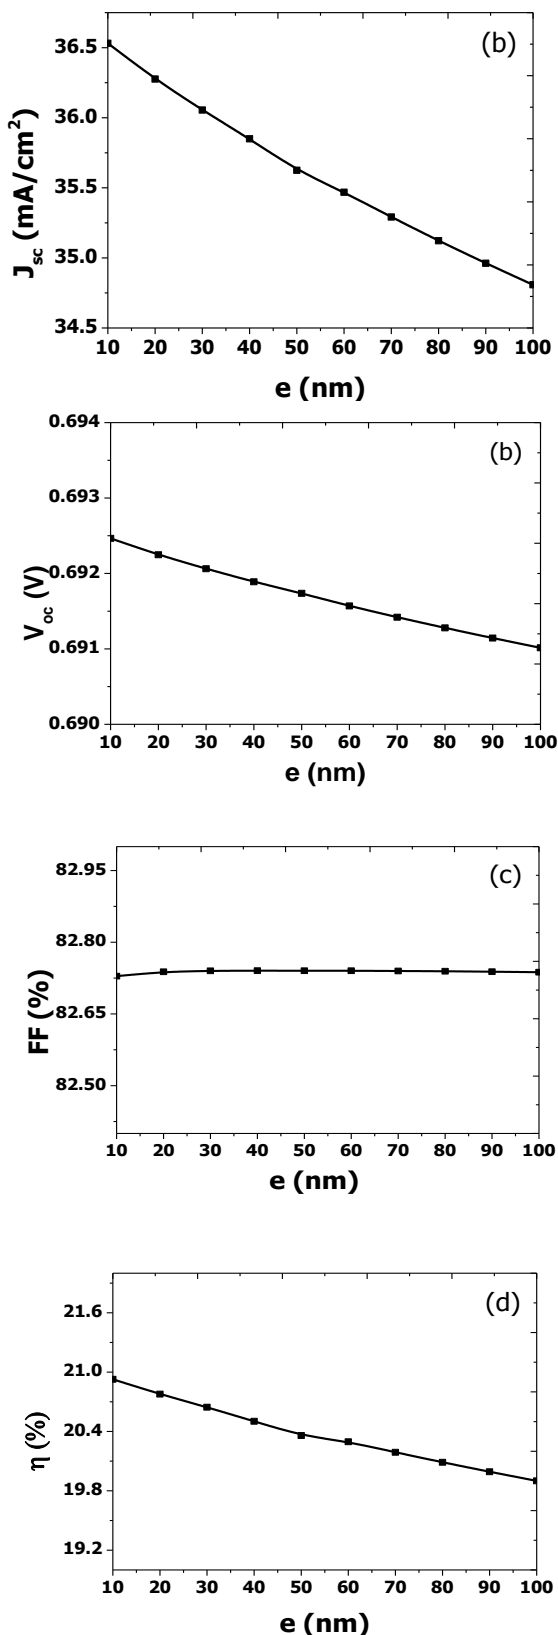 (b)
36.5
36.0
35.5
35.0
34.5
J_sc (mA/cm²)
10 20 30 40 50 60 70 80 90 100
e (nm)
(b)
0.694
0.693
0.692
0.691
0.690
V_oc (V)
10 20 30 40 50 60 70 80 90 100
e (nm)
(c)
82.95
82.80
82.65
82.50
FF (%)
10 20 30 40 50 60 70 80 90 100
e (nm)
(d)
21.6
21.0
20.4
19.8
19.2
η (%)
10 20 30 40 50 60 70 80 90 100
e (nm)